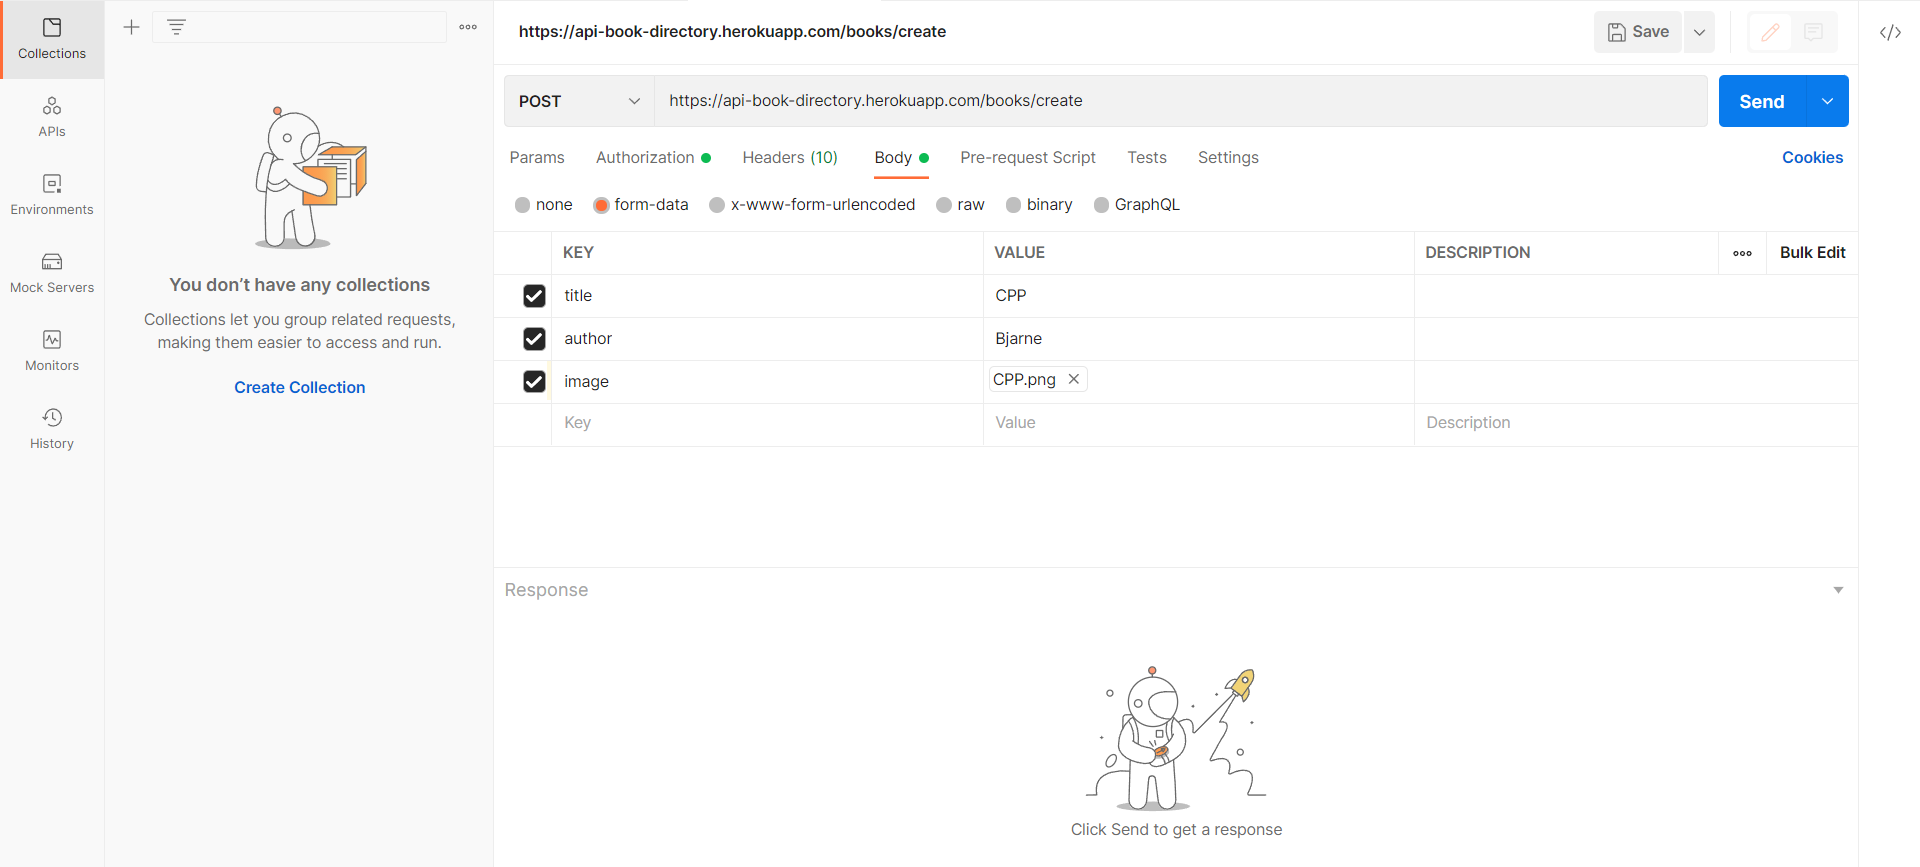 Collections
APIs
Environments
Mock Servers
Monitors
History
You don’t have any collections
Collections let you group related requests,
making them easier to access and run.
Create Collection
https://api-book-directory.herokuapp.com/books/create
Save
POST
https://api-book-directory.herokuapp.com/books/create
Send
Params Authorization Headers (10) Body Pre-request Script Tests Settings Cookies
none form-data x-www-form-urlencoded raw binary GraphQL
KEY VALUE DESCRIPTION Bulk Edit
title CPP
author Bjarne
image CPP.png
Key Value Description
Response
Click Send to get a response